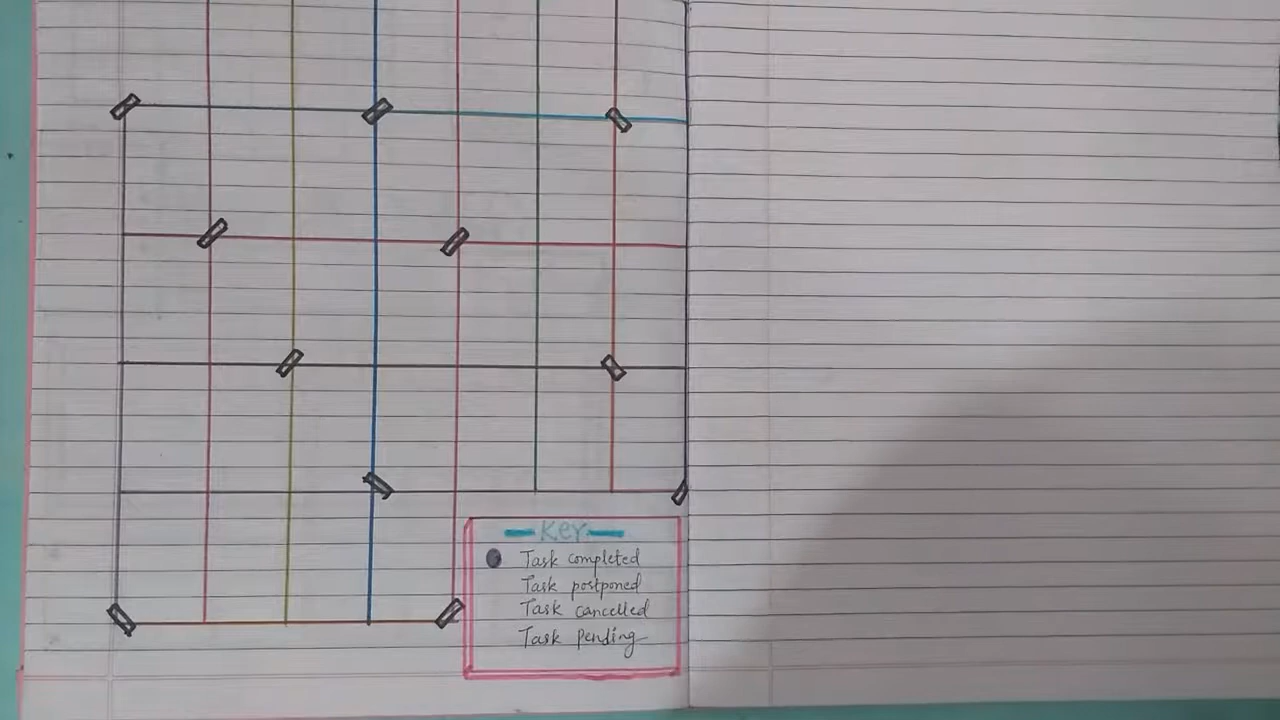 Key
Task completed
Task postponed
Task cancelled
Task pending